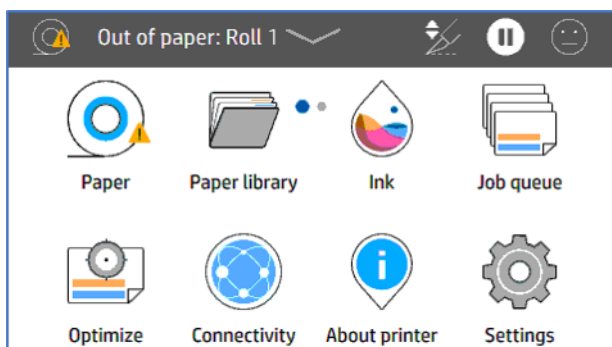 Out of paper: Roll 1
Paper Paper library Ink Job queue
Optimize Connectivity About printer Settings